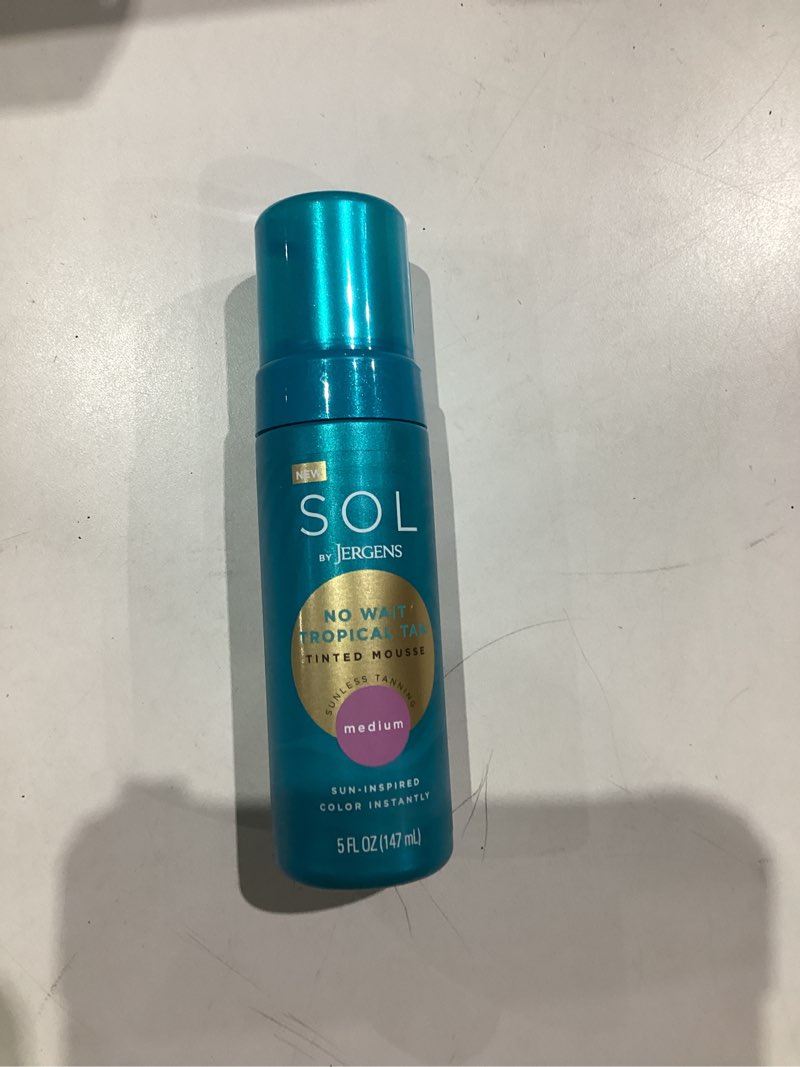 NEW
SOL
BY JERGENS
NO WAIT
TROPICAL TAN
TINTED MOUSSE
SUNLESS TANNING
medium
SUN-INSPIRED
COLOR INSTANTLY
5 FL OZ (147 mL)